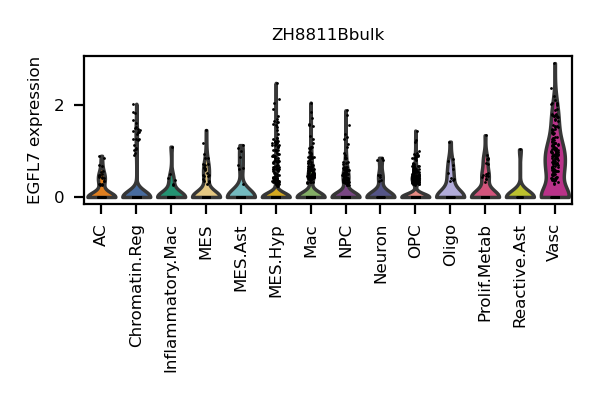 ZH8811Bbulk
EGFL7 expression
2
0
AC
Chromatin.Reg
Inflammatory.Mac
MES
MES.Ast
MES.Hyp
Mac
NPC
Neuron
OPC
Oligo
Prolif.Metab
Reactive.Ast
Vasc